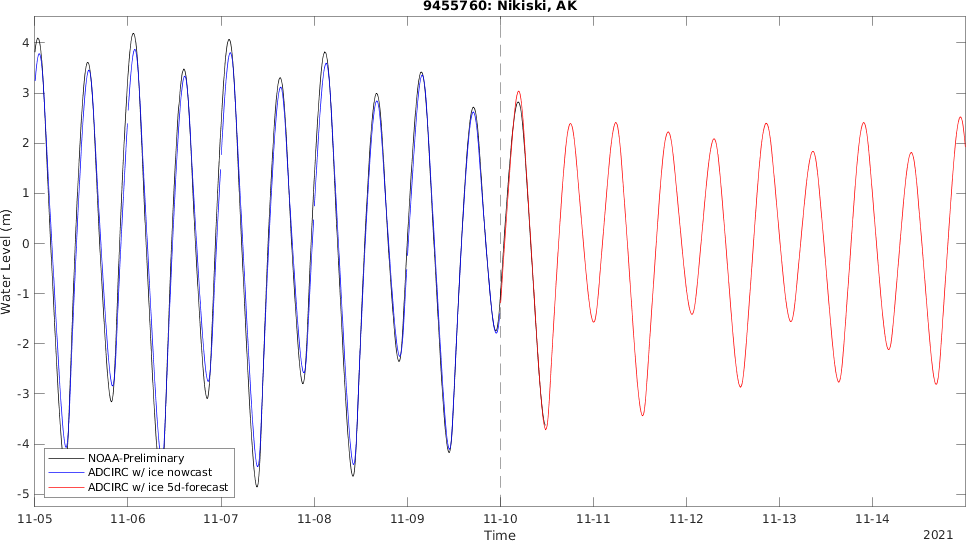 9455760: Nikiski, AK
4
3
2
1
0
-1
-2
-3
-4
-5
Water Level (m)
NOAA-Preliminary
ADCIRC w/ ice nowcast
ADCIRC w/ ice 5d-forecast
11-05 11-06 11-07 11-08 11-09 11-10 11-11 11-12 11-13 11-14
Time
2021